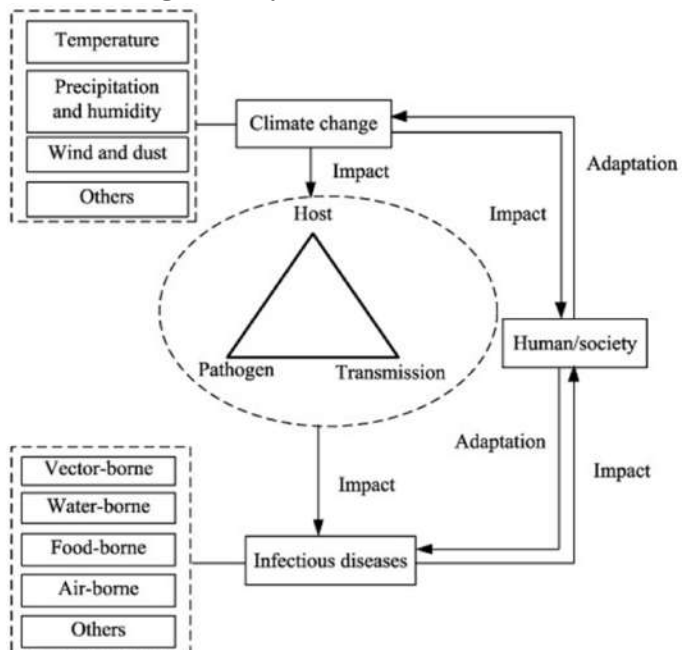 Temperature
Precipitation
and humidity
Wind and dust
Others
Climate change
Impact
Adaptation
Impact
Host
Pathogen
Transmission
Human/society
Adaptation
Impact
Impact
Vector-borne
Water-borne
Food-borne
Air-borne
Others
Infectious diseases